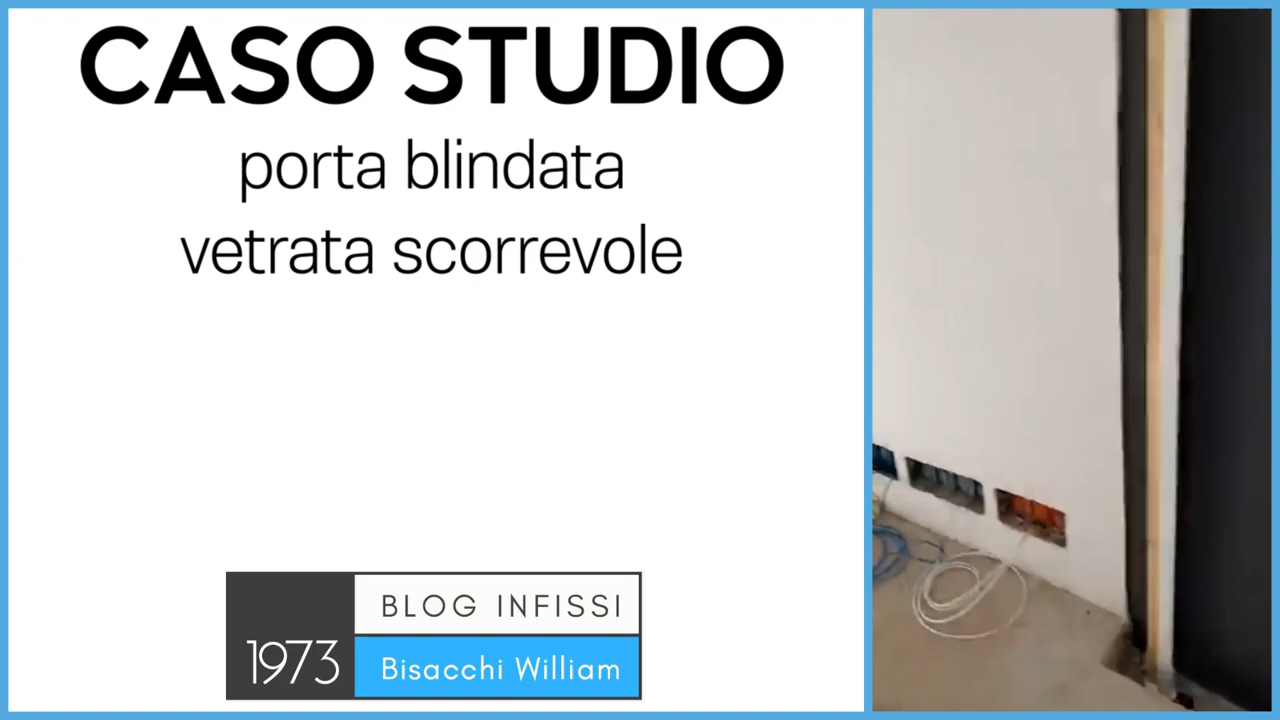 CASO STUDIO
porta blindata
vetrata scorrevole
BLOG INFISSI
1973
Bisacchi William